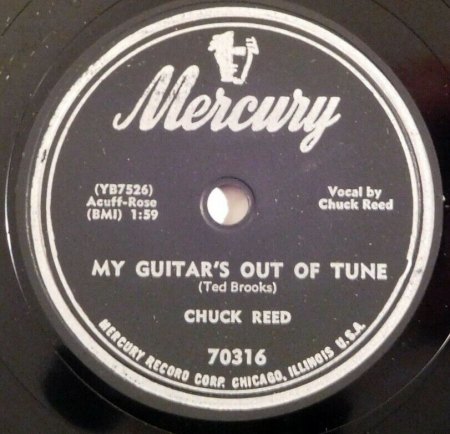 Mercury
(YB7526)
Acuff-Rose
(BMI) 1:59
Vocal by
Chuck Reed
MY GUITAR'S OUT OF TUNE
(Ted Brooks)
CHUCK REED
70316
MERCURY RECORD CORP. CHICAGO, ILLINOIS U.S.A.